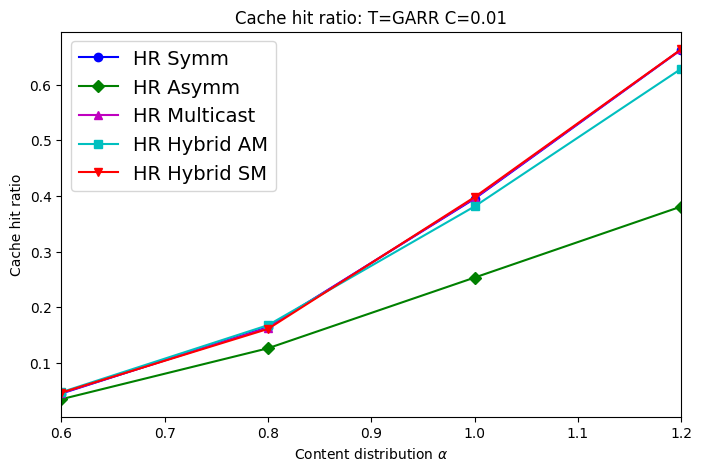 Cache hit ratio: T=GARR C=0.01
HR Symm
HR Asymm
HR Multicast
HR Hybrid AM
HR Hybrid SM
Cache hit ratio
0.6
0.5
0.4
0.3
0.2
0.1
0.6 0.7 0.8 0.9 1.0 1.1 1.2
Content distribution α